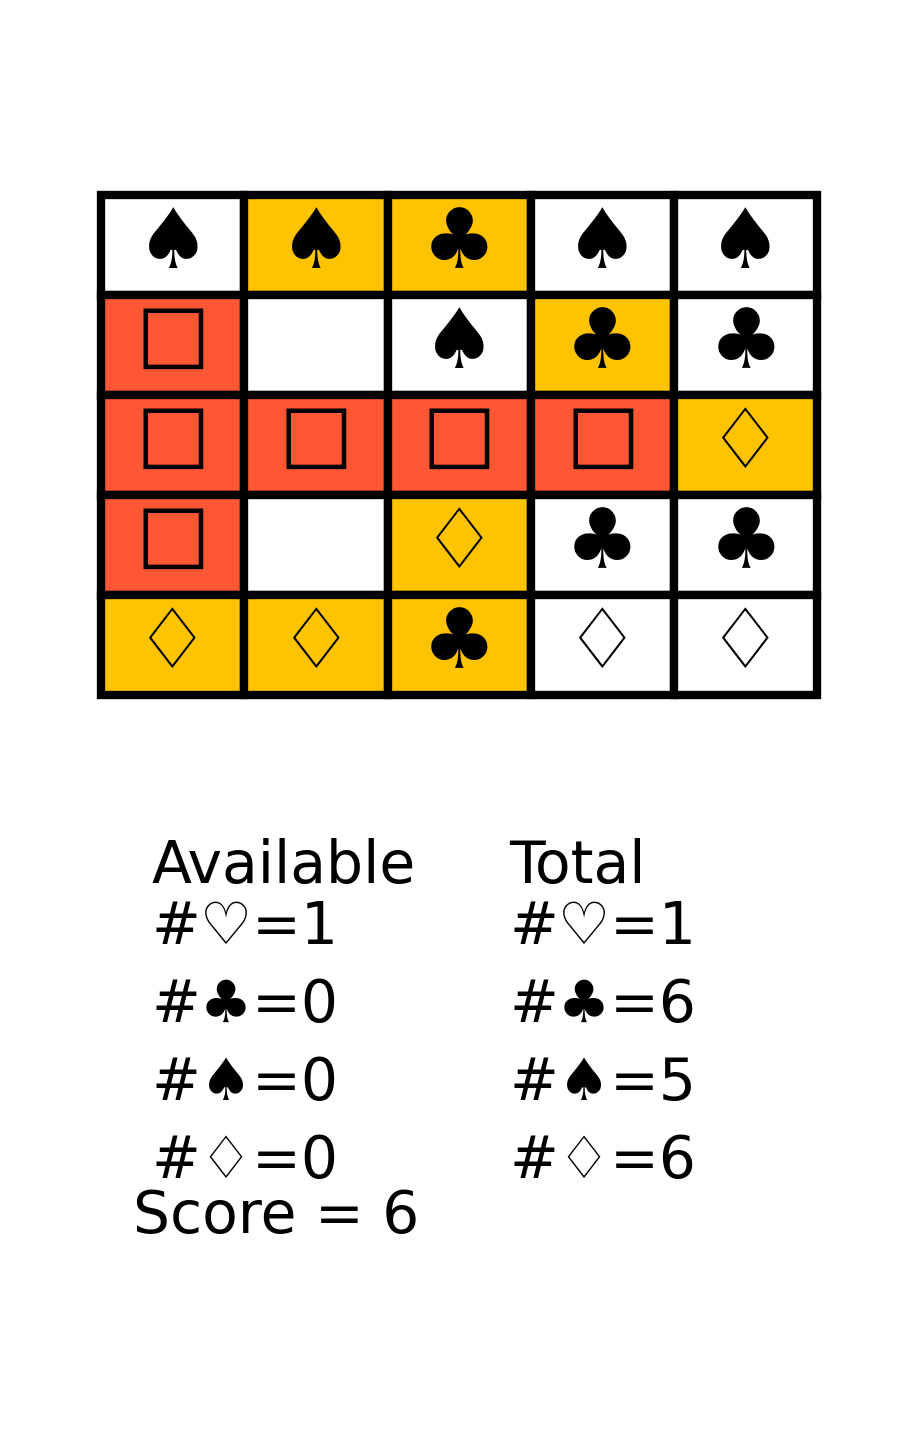 ♠ ♠ ♣ ♠ ♠
□ ♠ ♣ ♣
□ □ □ □ ♢
□ ♢ ♣ ♣
♢ ♢ ♣ ♢ ♢
Available Total
#♡=1 #♡=1
#♣=0 #♣=6
#♠=0 #♠=5
#♢=0 #♢=6
Score = 6